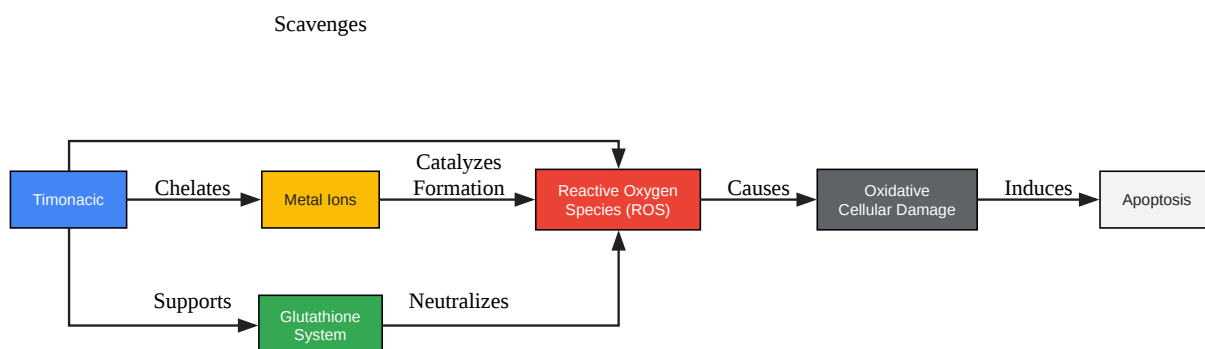 Scavenges
Timonacic
Chelates
Metal Ions
Catalyzes
Formation
Reactive Oxygen
Species (ROS)
Causes
Oxidative
Cellular Damage
Induces
Apoptosis
Supports
Glutathione
System
Neutralizes